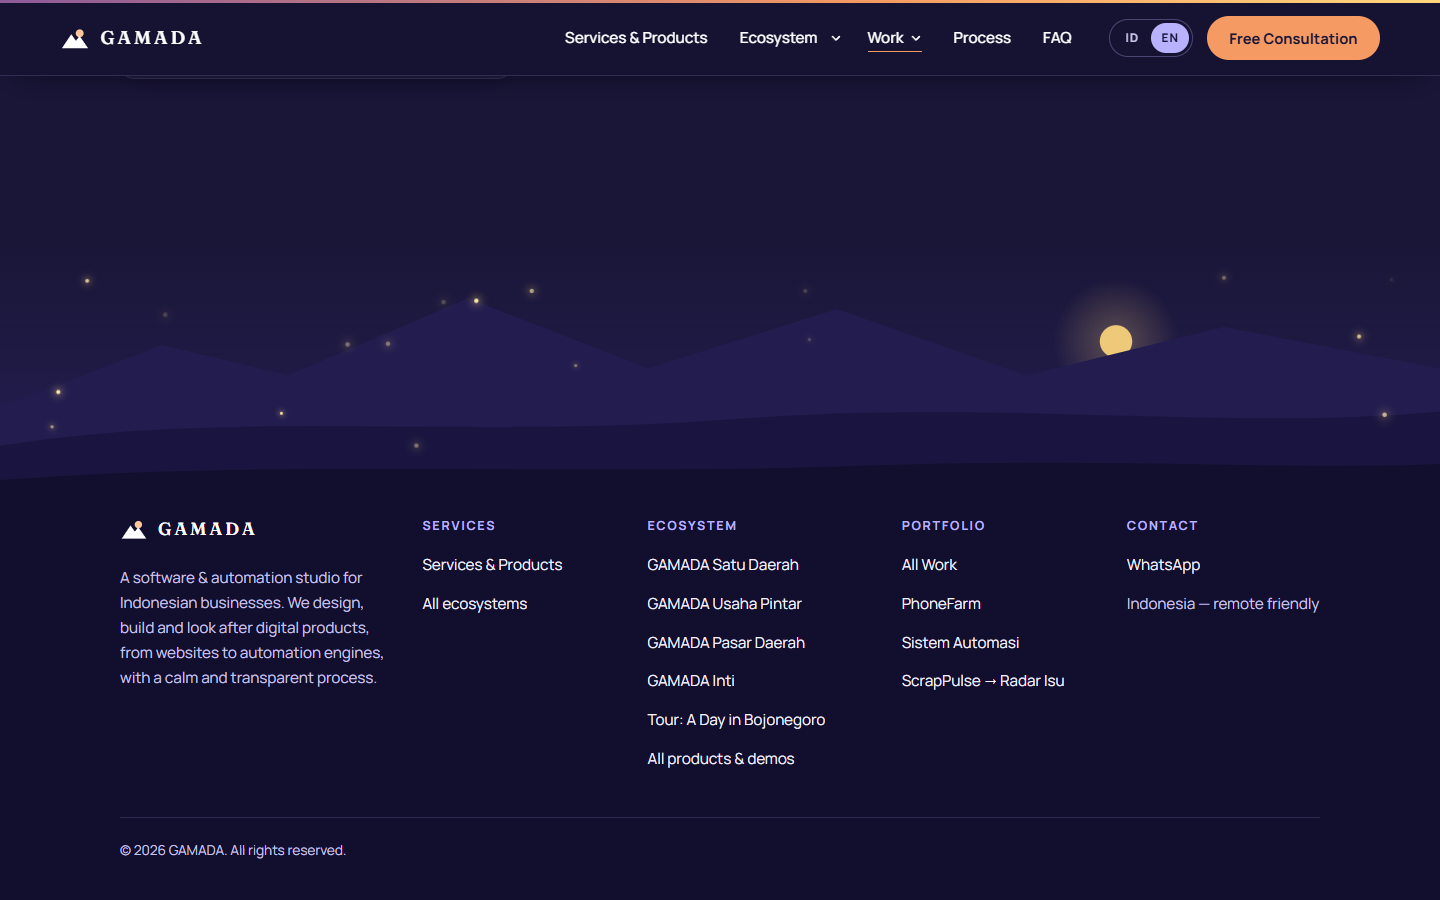 GAMADA
Services & Products
Ecosystem
Work
Process
FAQ
ID
EN
Free Consultation
GAMADA
A software & automation studio for
Indonesian businesses. We design,
build and look after digital products,
from websites to automation engines,
with a calm and transparent process.
SERVICES
Services & Products
All ecosystems
ECOSYSTEM
GAMADA Satu Daerah
GAMADA Usaha Pintar
GAMADA Pasar Daerah
GAMADA Inti
Tour: A Day in Bojonegoro
All products & demos
PORTFOLIO
All Work
PhoneFarm
Sistem Automasi
ScrapPulse → Radar Isu
CONTACT
WhatsApp
Indonesia — remote friendly
© 2026 GAMADA. All rights reserved.